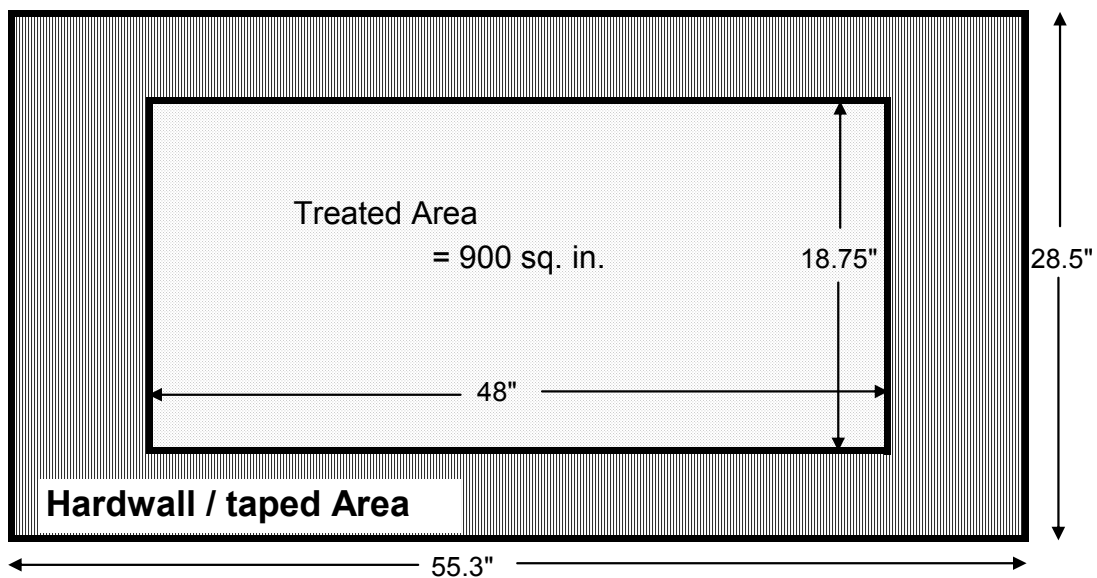 Treated Area
= 900 sq. in.
18.75"
28.5"
48"
Hardwall / taped Area
55.3"